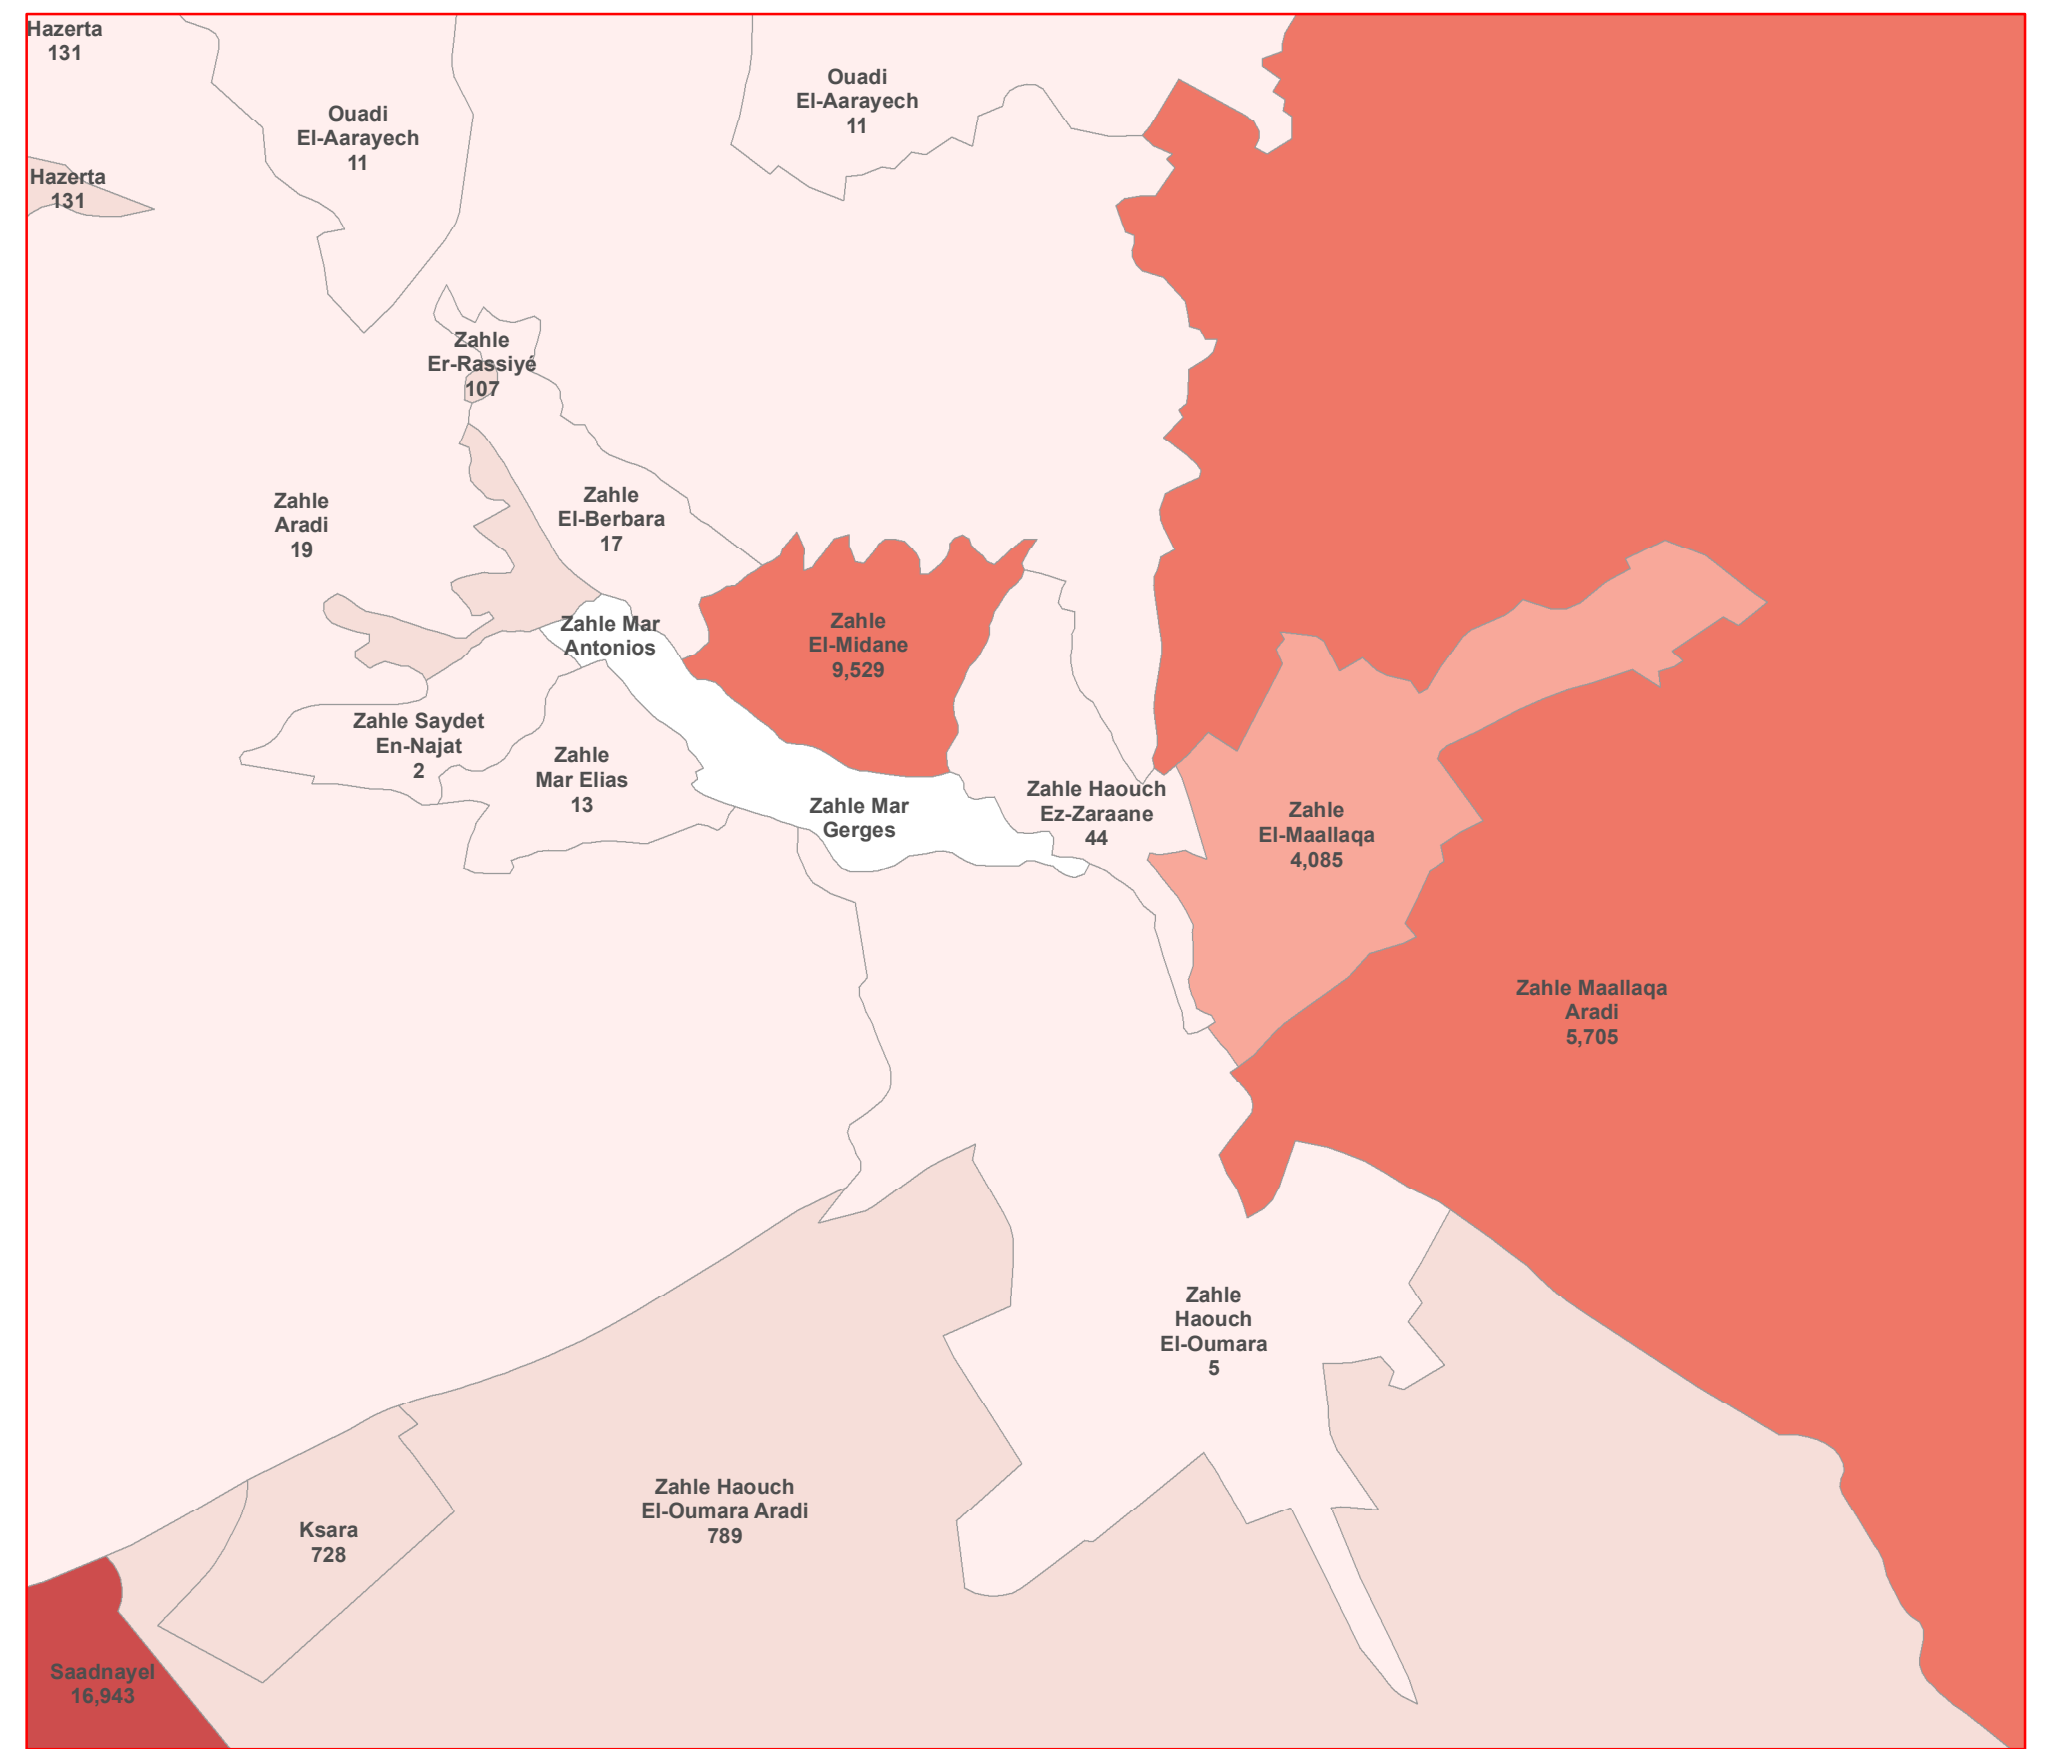 Hazerta
131
Ouadi
El-Aarayech
11
Ouadi
El-Aarayech
11
Hazerta
131
Zahle
Er-Rassiyé
107
Zahle
Aradi
19
Zahle
El-Berbara
17
Zahle Mar
Antonios
Zahle
El-Midane
9,529
Zahle Saydet
En-Najat
2
Zahle
Mar Elias
13
Zahle Mar
Gerges
Zahle Haouch
Ez-Zaraane
44
Zahle
El-Maallaqa
4,085
Zahle Maallaqa
Aradi
5,705
Zahle
Haouch
El-Oumara
5
Zahle Haouch
El-Oumara Aradi
789
Ksara
728
Saadnayel
16,943